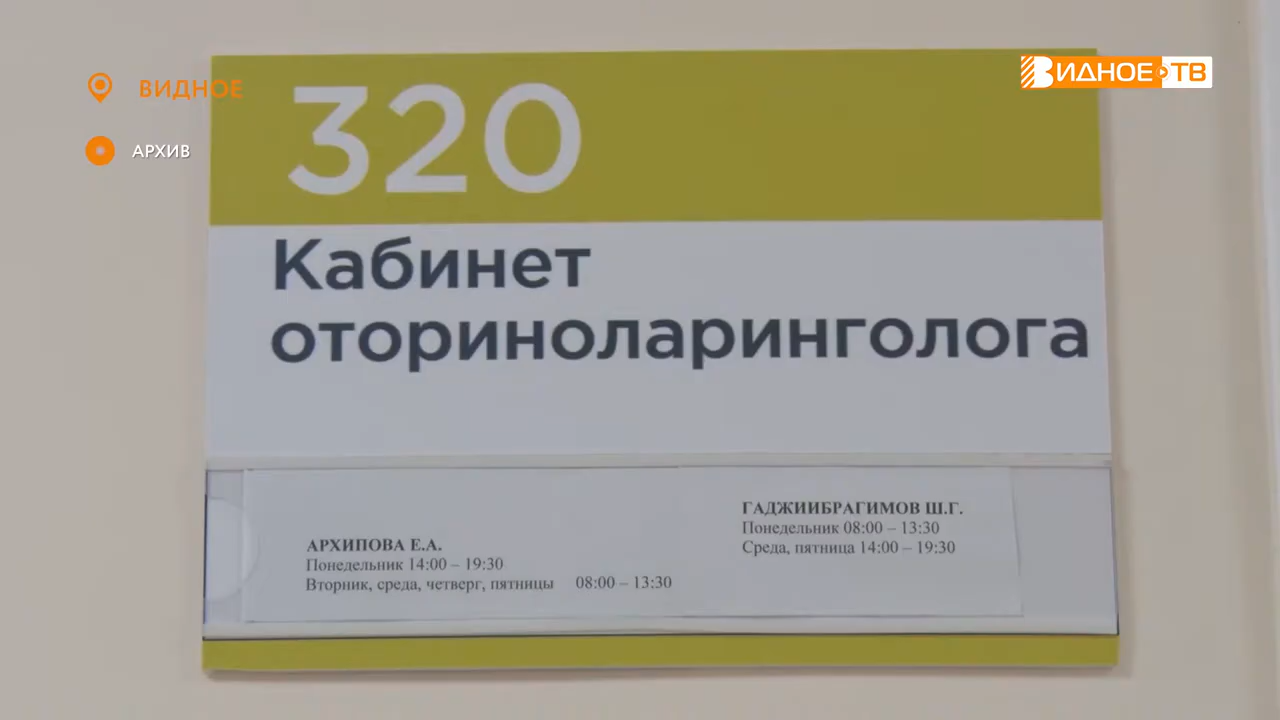 ВИДНОЕ
АРХИВ
ВИДНОЕ ТВ
320
Кабинет
оториноларинголога
АРХИПОВА Е.А.
Понедельник 14:00 – 19:30
Вторник, среда, четверг, пятницы 08:00 – 13:30
ГАДЖИИБРАГИМОВ Ш.Г.
Понедельник 08:00 – 13:30
Среда, пятница 14:00 – 19:30